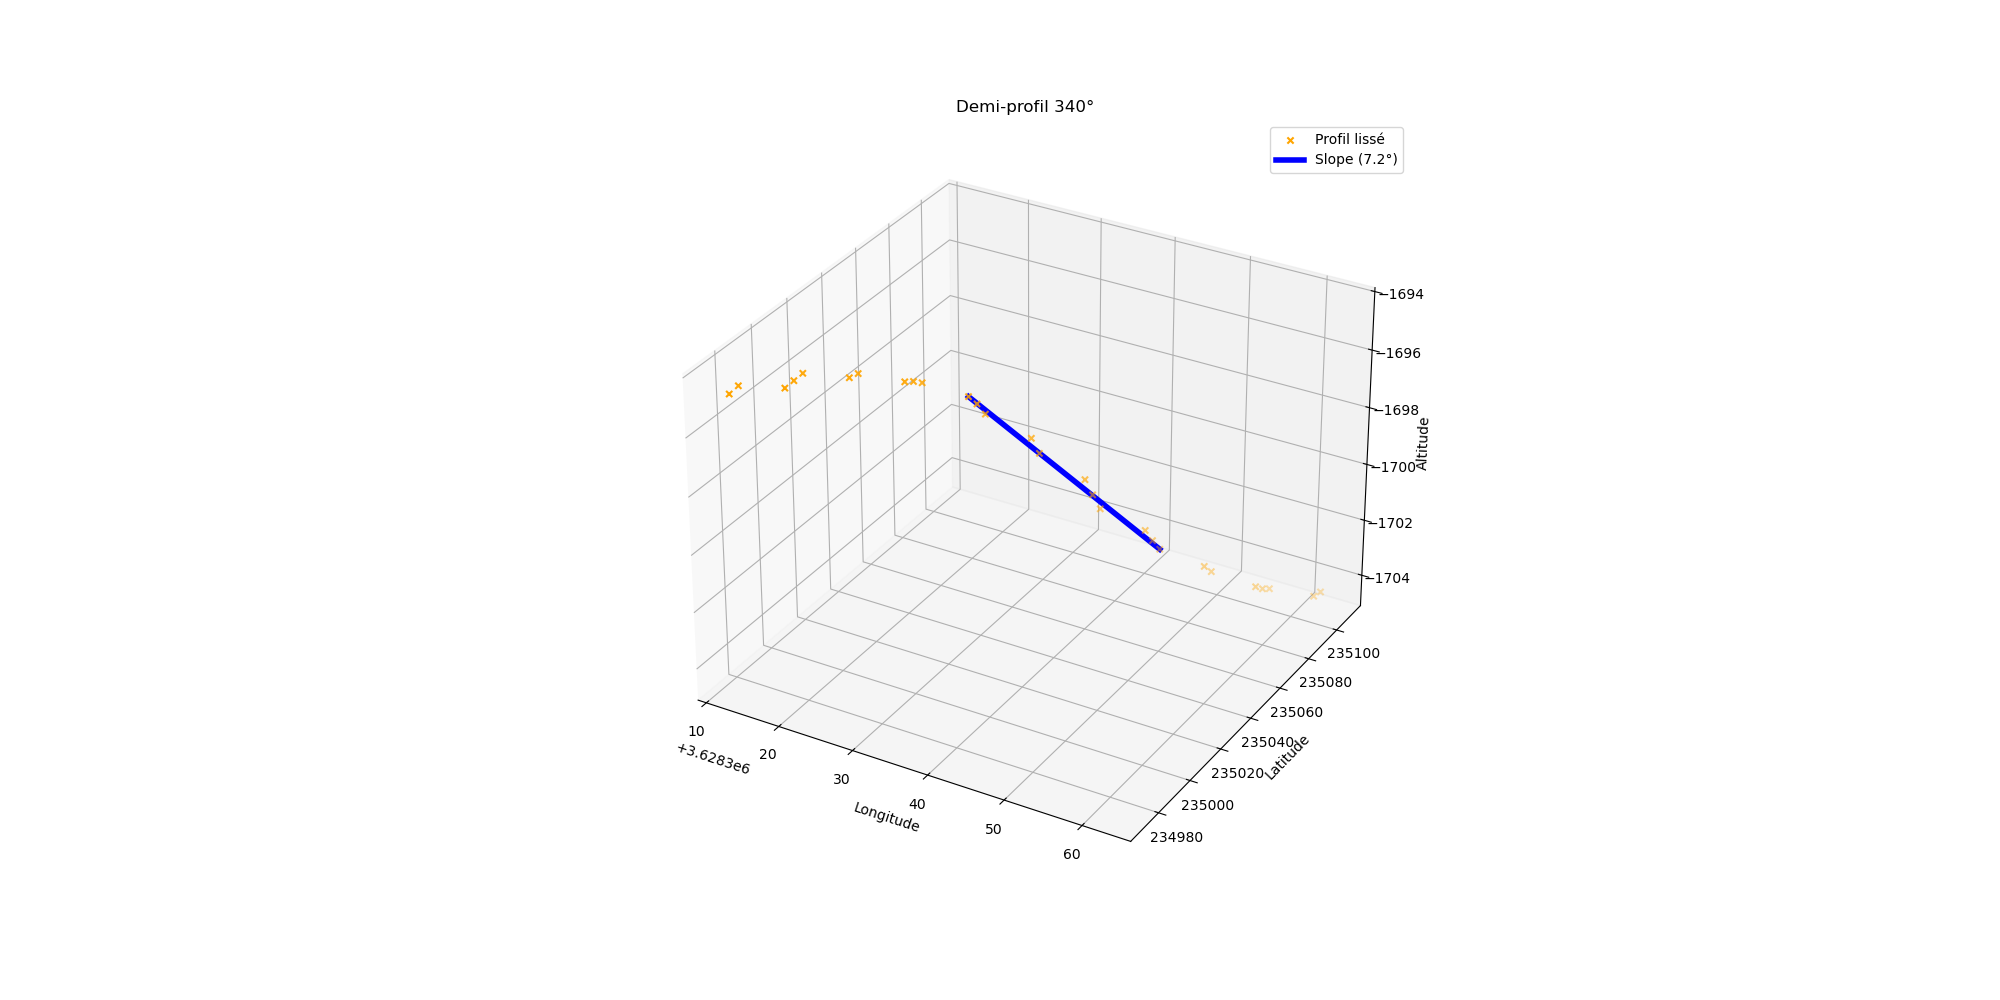 Demi-profil 340°
Profil lissé
Slope (7.2°)
−1694
−1696
−1698
−1700
−1702
−1704
Altitude
235100
235080
235060
235040
235020
235000
234980
Latitude
10
20
30
40
50
60
+3.6283e6
Longitude